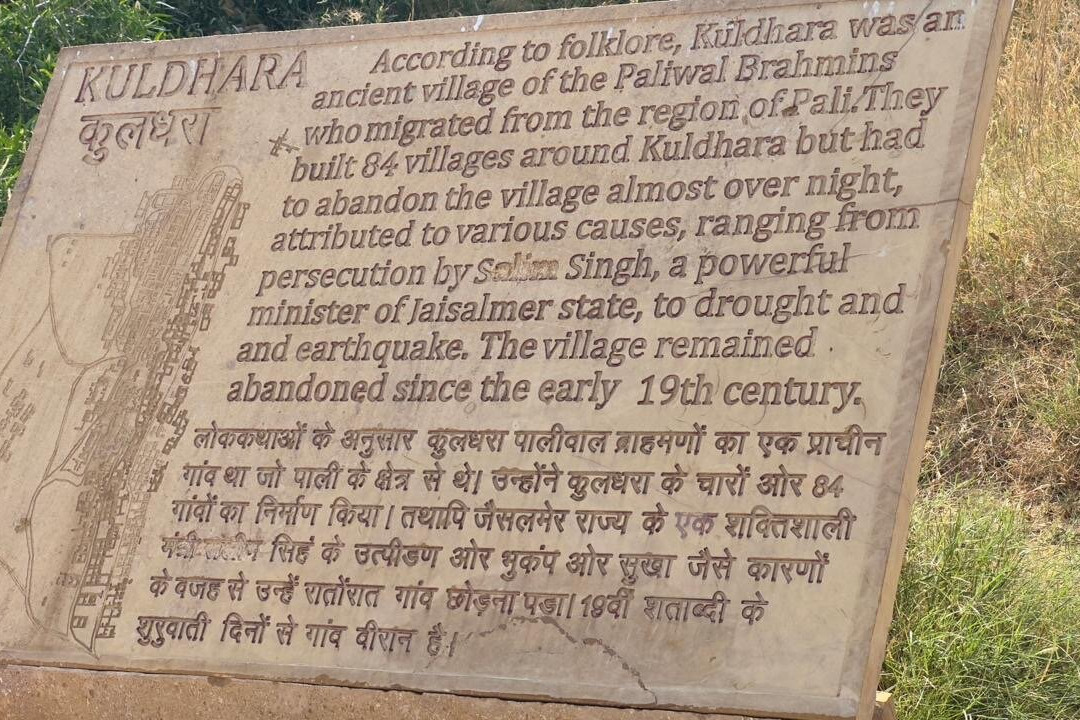 KULDHARA
कुलधरा
According to folklore, Kuldhara was an
ancient village of the Paliwal Brahmins
who migrated from the region of Pali. They
built 84 villages around Kuldhara but had
to abandon the village almost over night,
attributed to various causes, ranging from
persecution by Salim Singh, a powerful
minister of Jaisalmer state, to drought and
and earthquake. The village remained
abandoned since the early 19th century.
लोककथाओं के अनुसार कुलधरा पालीवाल ब्राहमणों का एक प्राचीन
गांव था जो पाली के क्षेत्र से थे। उन्होंने कुलधरा के चारों ओर 84
गांवों का निर्माण किया। तथापि जैसलमेर राज्य के एक शक्तिशाली
मंत्री सलीम सिहं के उत्पीडण ओर भुकंप ओर सुखा जैसे कारणों
के वजह से उन्हें रातोंरात गांव छोड़ना पडा। 19वीं शताब्दी के
शुरुवाती दिनों से गांव वीरान है।